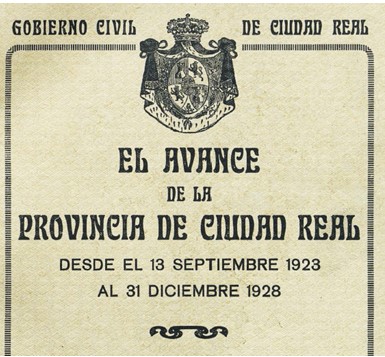 GOBIERNO CIVIL DE CIUDAD REAL
EL AVANCE
DE LA
PROVINCIA DE CIUDAD REAL
DESDE EL 13 SEPTIEMBRE 1923
AL 31 DICIEMBRE 1928